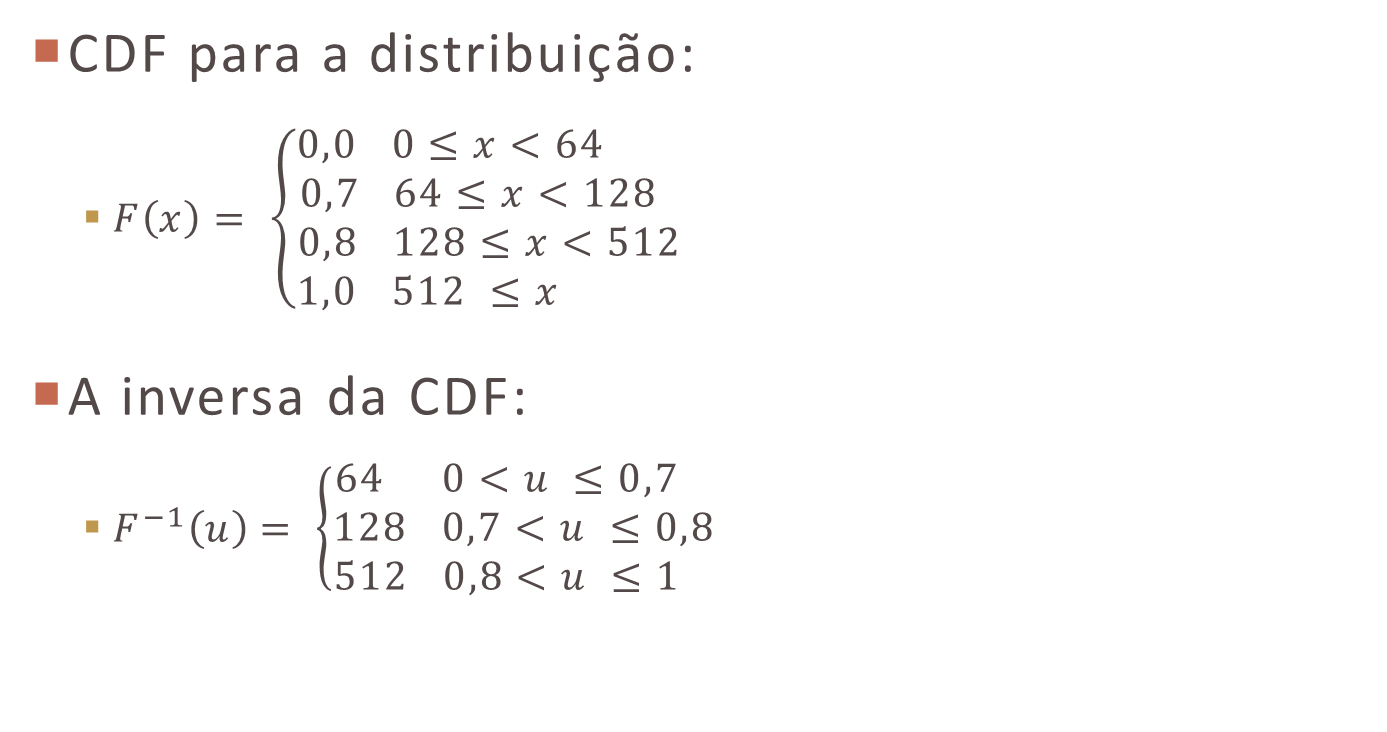 CDF para a distribuição:
F(x) = { 0,0 0 ≤ x < 64
0,7 64 ≤ x < 128
0,8 128 ≤ x < 512
1,0 512 ≤ x
A inversa da CDF:
F⁻¹(u) = { 64 0 < u ≤ 0,7
128 0,7 < u ≤ 0,8
512 0,8 < u ≤ 1